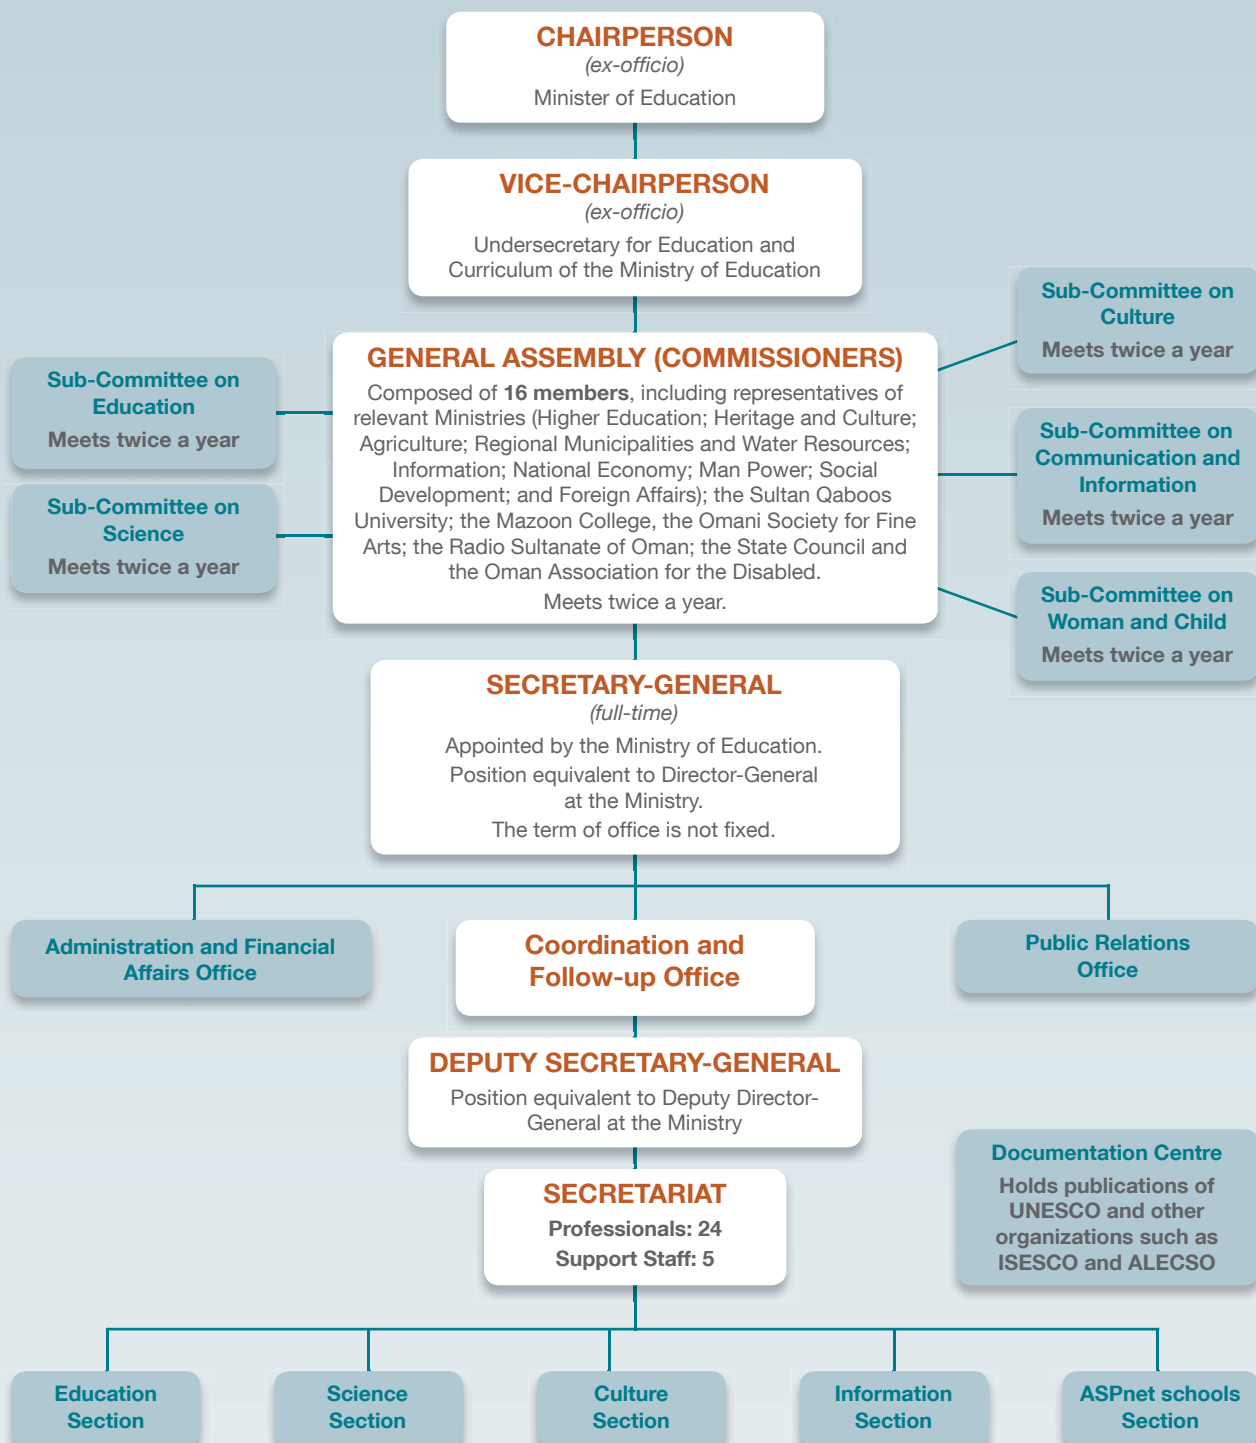 CHAIRPERSON
(ex-officio)
Minister of Education
VICE-CHAIRPERSON
(ex-officio)
Undersecretary for Education and
Curriculum of the Ministry of Education
GENERAL ASSEMBLY (COMMISSIONERS)
Composed of 16 members, including representatives of
relevant Ministries (Higher Education; Heritage and Culture;
Agriculture; Regional Municipalities and Water Resources;
Information; National Economy; Man Power; Social
Development; and Foreign Affairs); the Sultan Qaboos
University; the Mazoon College, the Omani Society for Fine
Arts; the Radio Sultanate of Oman; the State Council and
the Oman Association for the Disabled.
Meets twice a year.
Sub-Committee on
Education
Meets twice a year
Sub-Committee on
Science
Meets twice a year
Sub-Committee on
Culture
Meets twice a year
Sub-Committee on
Communication and
Information
Meets twice a year
Sub-Committee on
Woman and Child
Meets twice a year
SECRETARY-GENERAL
(full-time)
Appointed by the Ministry of Education.
Position equivalent to Director-General
at the Ministry.
The term of office is not fixed.
Administration and Financial
Affairs Office
Coordination and
Follow-up Office
Public Relations
Office
DEPUTY SECRETARY-GENERAL
Position equivalent to Deputy Director-
General at the Ministry
SECRETARIAT
Professionals: 24
Support Staff: 5
Documentation Centre
Holds publications of
UNESCO and other
organizations such as
ISESCO and ALECSO
Education
Section
Science
Section
Culture
Section
Information
Section
ASPnet schools
Section